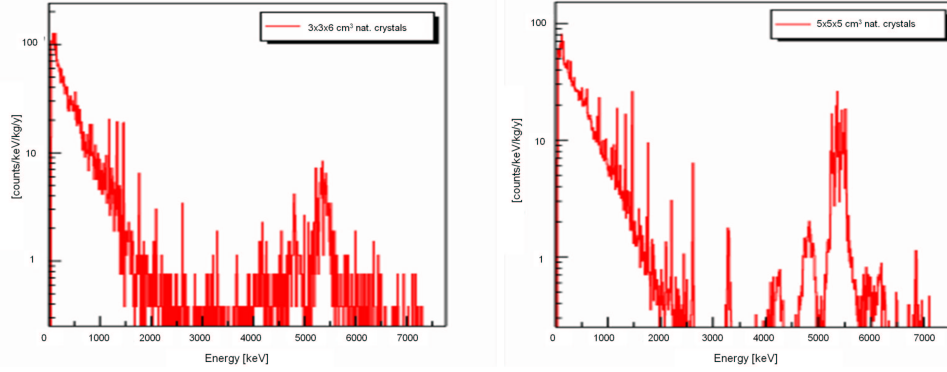 3x3x6 cm³ nat. crystals
[counts/keV/kg/y]
100
10
1
0 1000 2000 3000 4000 5000 6000 7000
Energy [keV]
5x5x5 cm³ nat. crystals
[counts/keV/kg/y]
100
10
1
0 1000 2000 3000 4000 5000 6000 7000
Energy [keV]